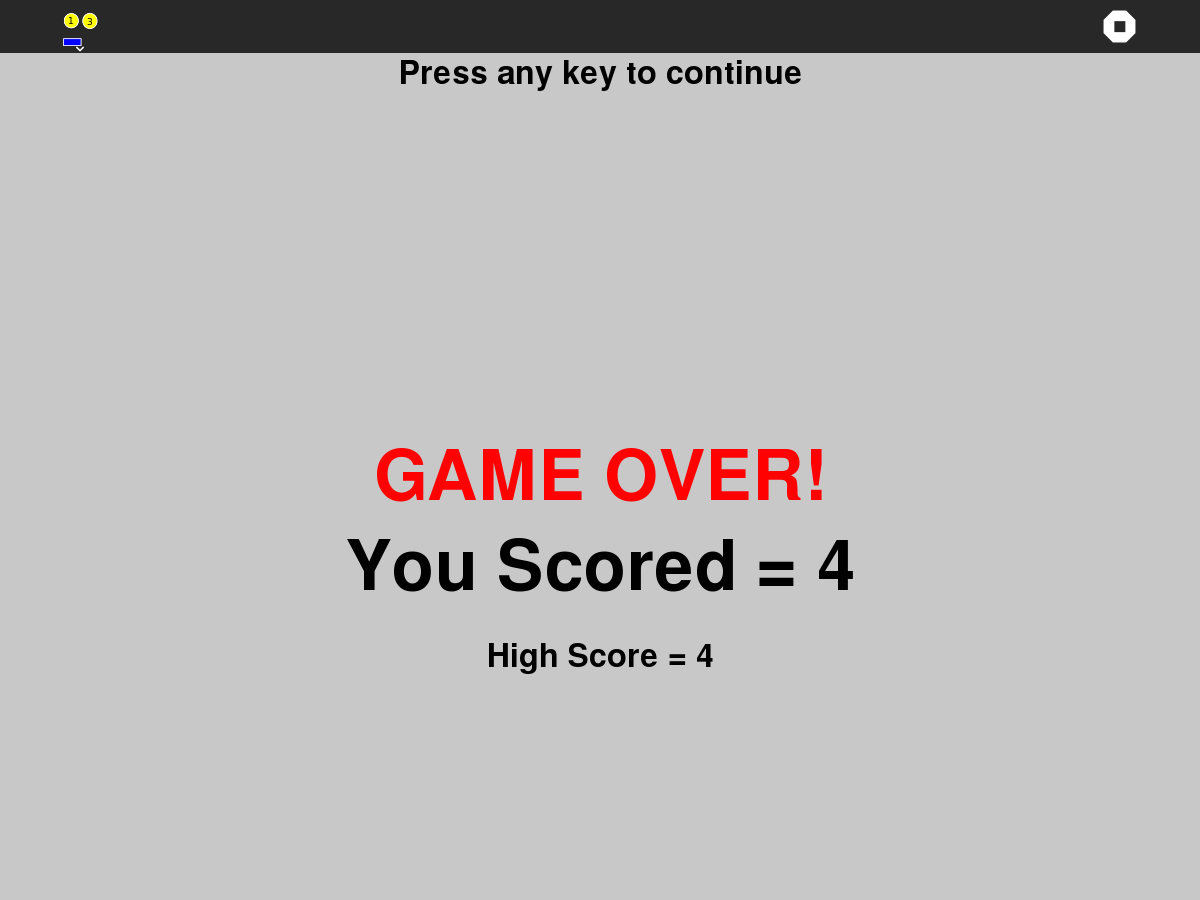 1 3
Press any key to continue
GAME OVER!
You Scored = 4
High Score = 4